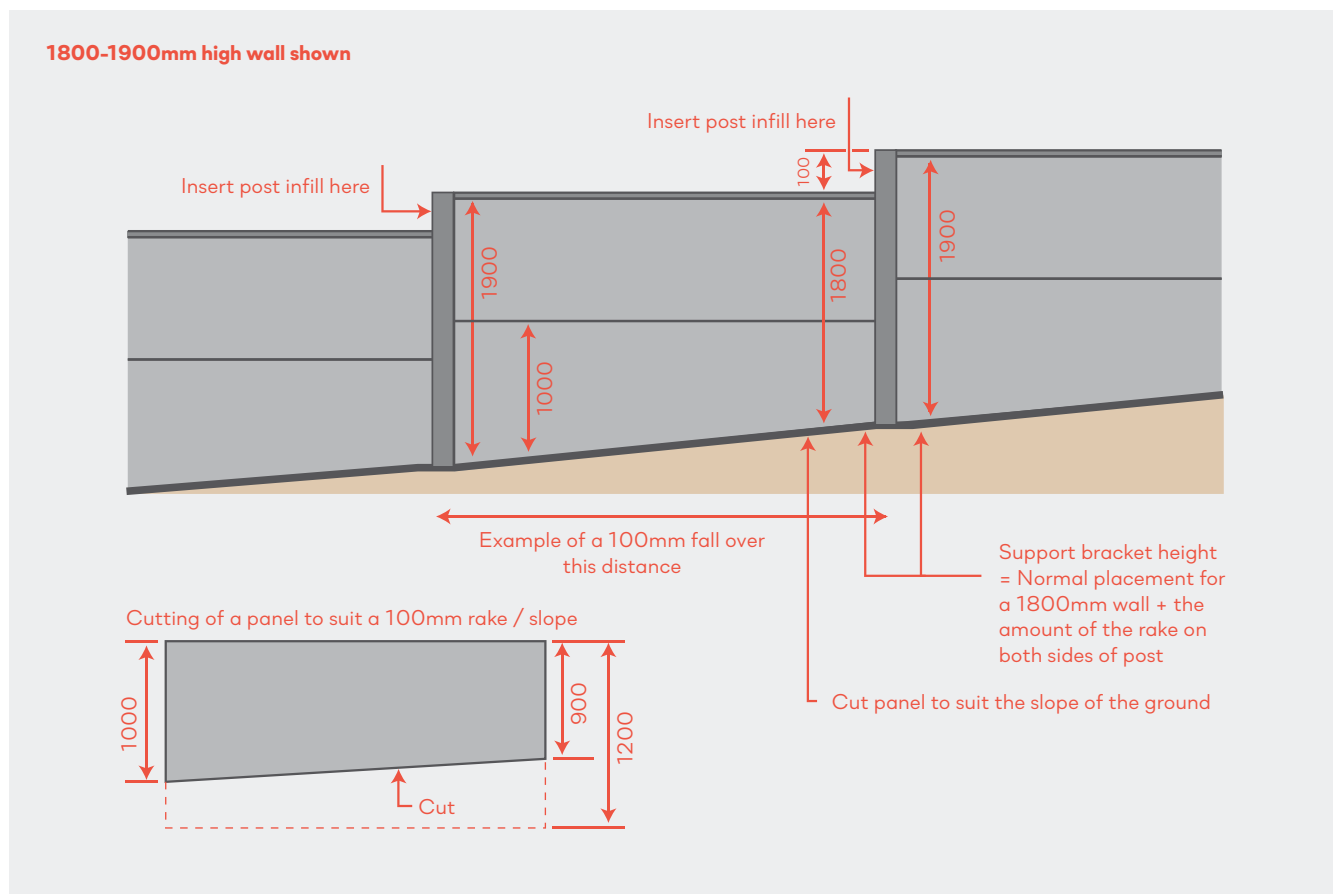 1800-1900mm high wall shown
Insert post infill here
Insert post infill here
100
1900
1800
1900
1000
Example of a 100mm fall over
this distance
Support bracket height
= Normal placement for
a 1800mm wall + the
amount of the rake on
both sides of post
Cutting of a panel to suit a 100mm rake / slope
1000
900
1200
Cut panel to suit the slope of the ground
Cut